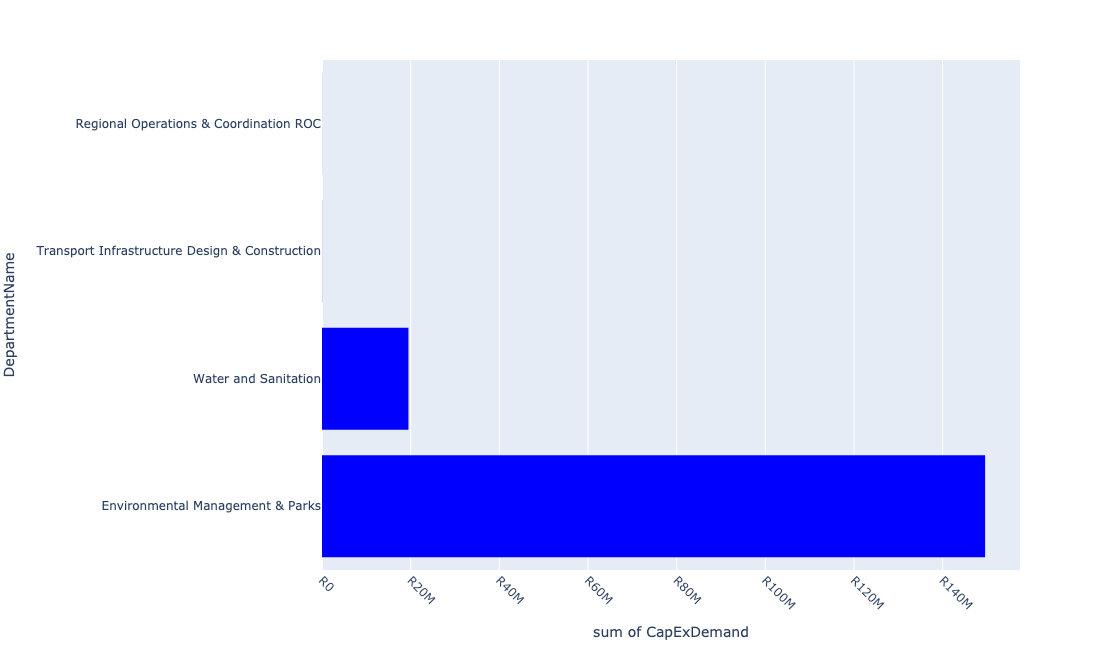 Regional Operations & Coordination ROC
Transport Infrastructure Design & Construction
Water and Sanitation
Environmental Management & Parks
DepartmentName
R0
R20M
R40M
R60M
R80M
R100M
R120M
R140M
sum of CapExDemand